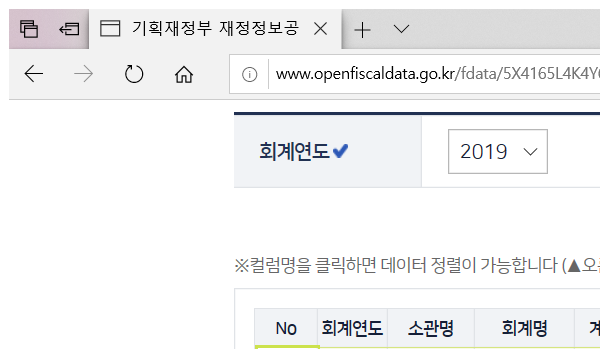 기획재정부 재정정보공
www.openfiscaldata.go.kr/fdata/5X4165L4K4Y
회계연도
2019
※컬럼명을 클릭하면 데이터 정렬이 가능합니다 (▲오
No 회계연도 소관명 회계명